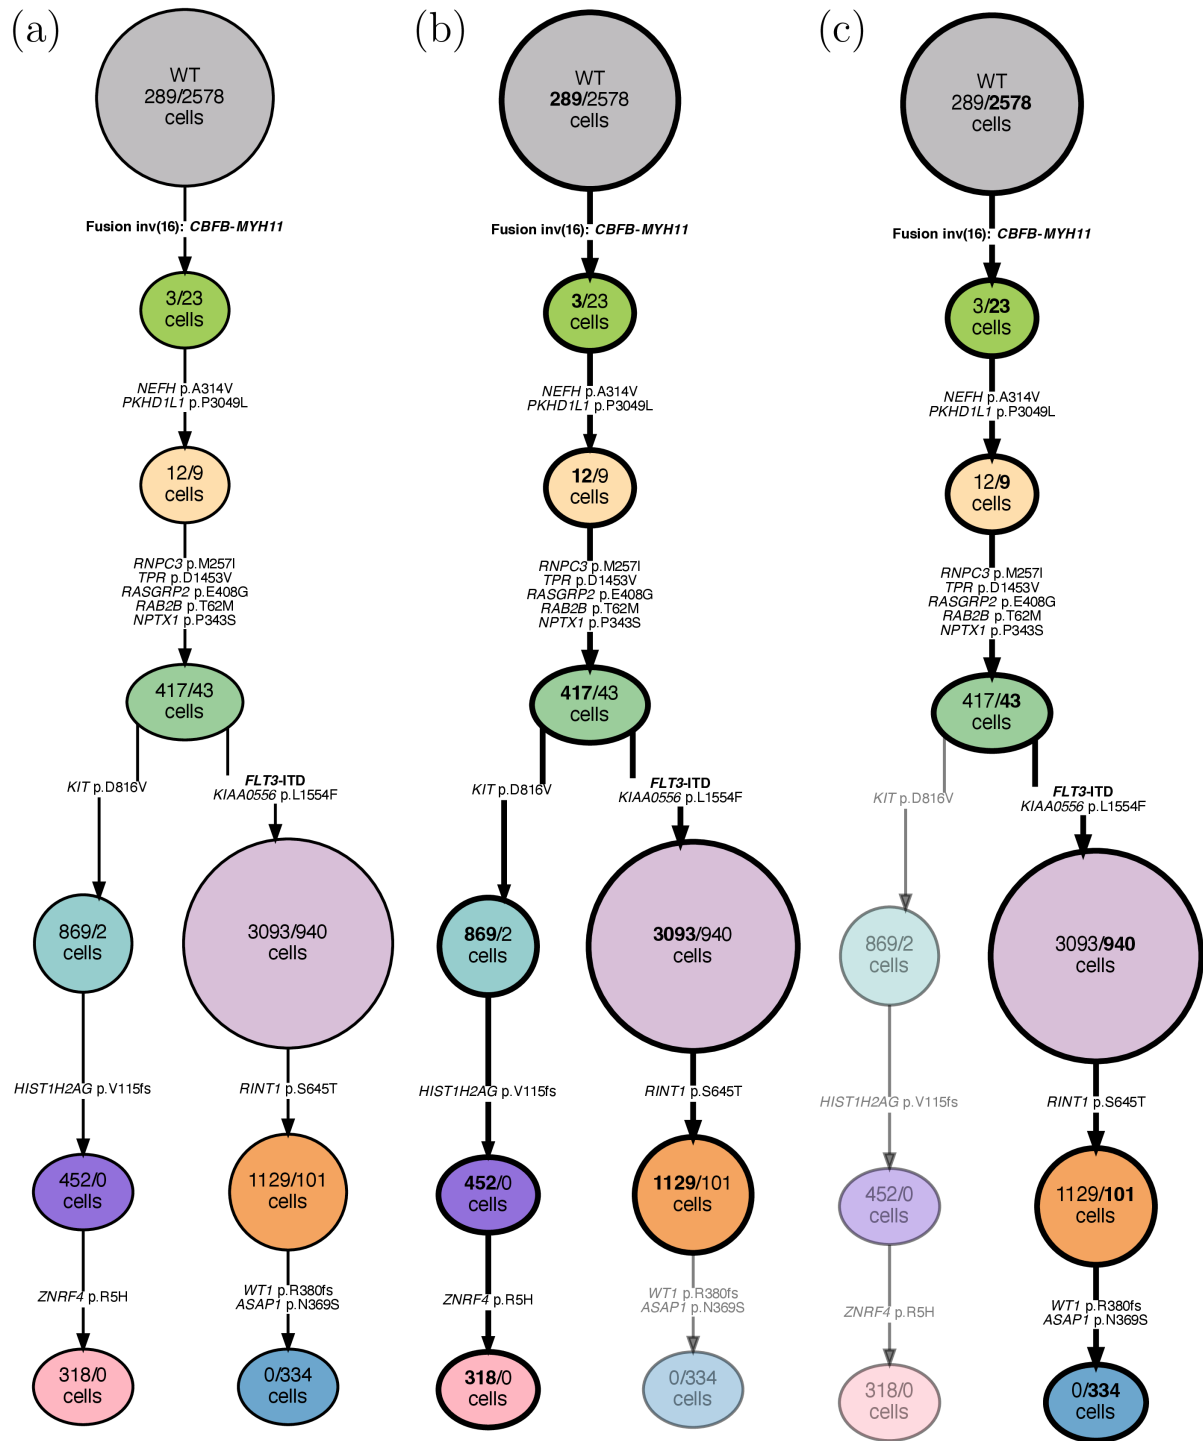 (a)
WT
289/2578
cells
Fusion inv(16): CBFB-MYH11
3/23
cells
NEFH p.A314V
PKHD1L1 p.P3049L
12/9
cells
RNPC3 p.M257I
TPR p.D1453V
RASGRP2 p.E408G
RAB2B p.T62M
NPTX1 p.P343S
417/43
cells
KIT p.D816V
FLT3-ITD
KIAA0556 p.L1554F
869/2
cells
3093/940
cells
HIST1H2AG p.V115fs
RINT1 p.S645T
452/0
cells
1129/101
cells
ZNRF4 p.R5H
WT1 p.R380fs
ASAP1 p.N369S
318/0
cells
0/334
cells
(b)
WT
289/2578
cells
Fusion inv(16): CBFB-MYH11
3/23
cells
NEFH p.A314V
PKHD1L1 p.P3049L
12/9
cells
RNPC3 p.M257I
TPR p.D1453V
RASGRP2 p.E408G
RAB2B p.T62M
NPTX1 p.P343S
417/43
cells
KIT p.D816V
FLT3-ITD
KIAA0556 p.L1554F
869/2
cells
3093/940
cells
HIST1H2AG p.V115fs
RINT1 p.S645T
452/0
cells
1129/101
cells
ZNRF4 p.R5H
WT1 p.R380fs
ASAP1 p.N369S
318/0
cells
0/334
cells
(c)
WT
289/2578
cells
Fusion inv(16): CBFB-MYH11
3/23
cells
NEFH p.A314V
PKHD1L1 p.P3049L
12/9
cells
RNPC3 p.M257I
TPR p.D1453V
RASGRP2 p.E408G
RAB2B p.T62M
NPTX1 p.P343S
417/43
cells
KIT p.D816V
FLT3-ITD
KIAA0556 p.L1554F
869/2
cells
3093/940
cells
HIST1H2AG p.V115fs
RINT1 p.S645T
452/0
cells
1129/101
cells
ZNRF4 p.R5H
WT1 p.R380fs
ASAP1 p.N369S
318/0
cells
0/334
cells